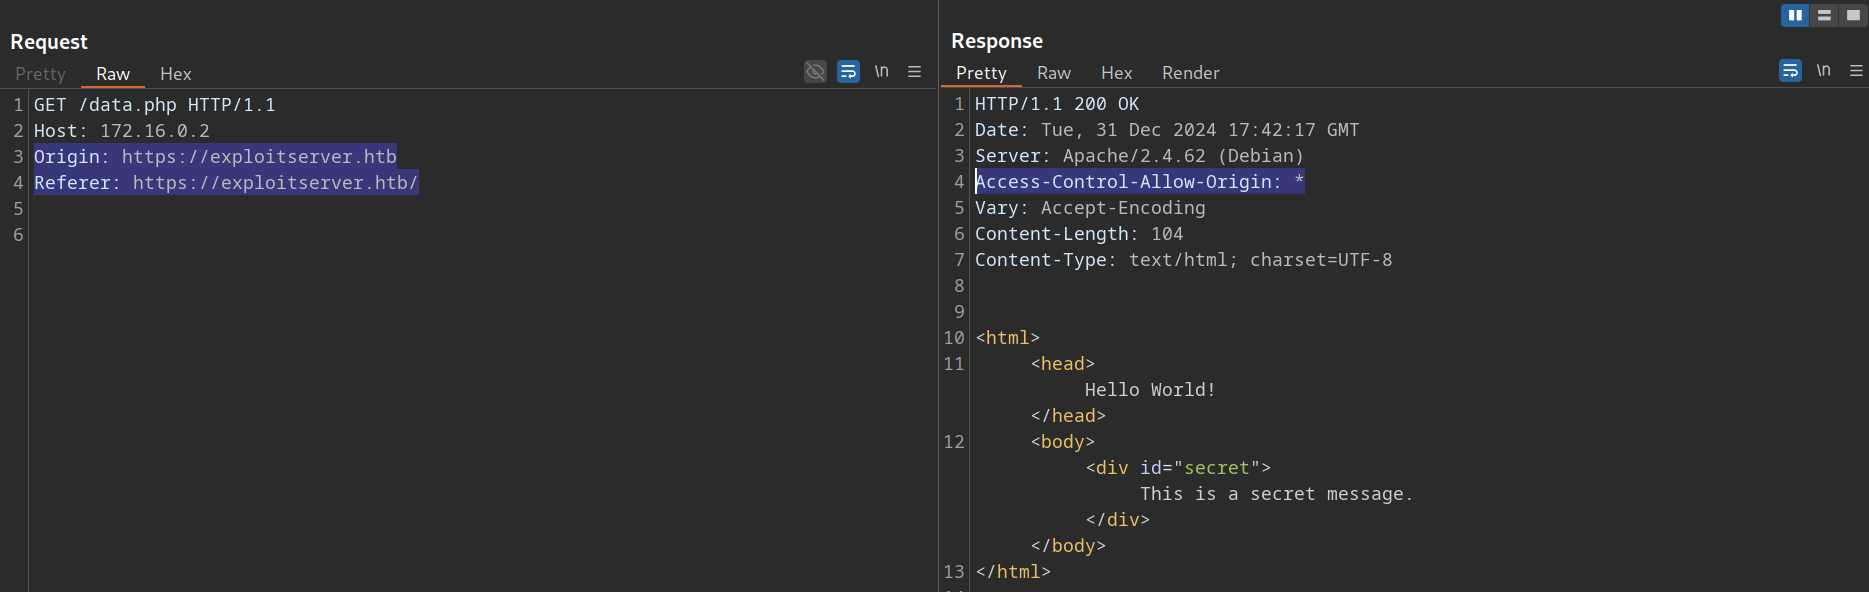 Request
Pretty Raw Hex \n
1 GET /data.php HTTP/1.1
2 Host: 172.16.0.2
3 Origin: https://exploitserver.htb
4 Referer: https://exploitserver.htb/
5
6
Response
Pretty Raw Hex Render \n
1 HTTP/1.1 200 OK
2 Date: Tue, 31 Dec 2024 17:42:17 GMT
3 Server: Apache/2.4.62 (Debian)
4 Access-Control-Allow-Origin: *
5 Vary: Accept-Encoding
6 Content-Length: 104
7 Content-Type: text/html; charset=UTF-8
8
9
10 <html>
11 <head>
Hello World!
</head>
12 <body>
<div id="secret">
This is a secret message.
</div>
</body>
13 </html>